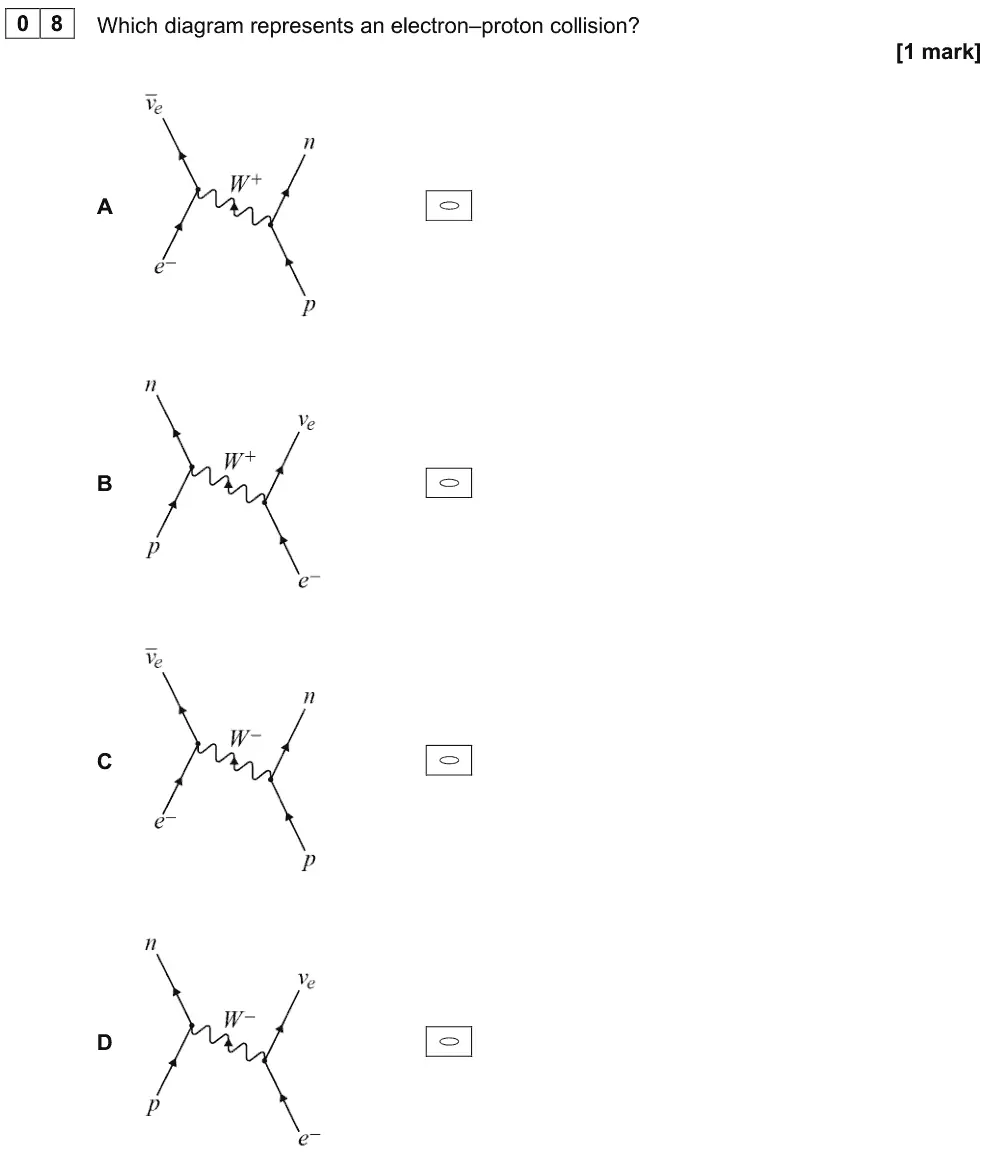 0 8 Which diagram represents an electron–proton collision?
[1 mark]
ν̅e
n
W+
A
e−
p
n
νe
W+
B
p
e−
ν̅e
n
W−
C
e−
p
n
νe
W−
D
p
e−